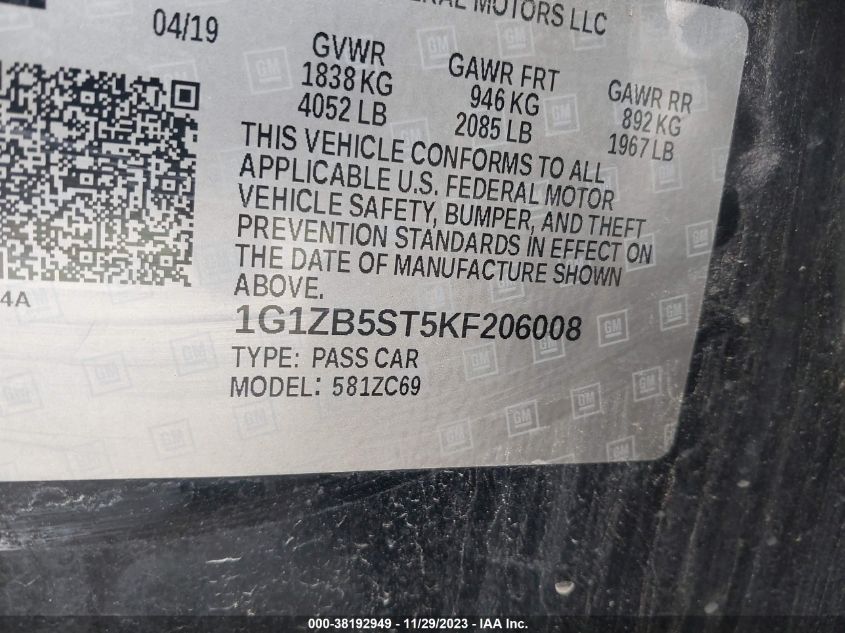 MOTORS LLC
04/19
GVWR
1838 KG
4052 LB
GAWR FRT
946 KG
2085 LB
GAWR RR
892 KG
1967 LB
THIS VEHICLE CONFORMS TO ALL
APPLICABLE U.S. FEDERAL MOTOR
VEHICLE SAFETY, BUMPER, AND THEFT
PREVENTION STANDARDS IN EFFECT ON
THE DATE OF MANUFACTURE SHOWN
ABOVE.
4A
1G1ZB5ST5KF206008
TYPE: PASS CAR
MODEL: 581ZC69
000-38192949 - 11/29/2023 - IAA Inc.